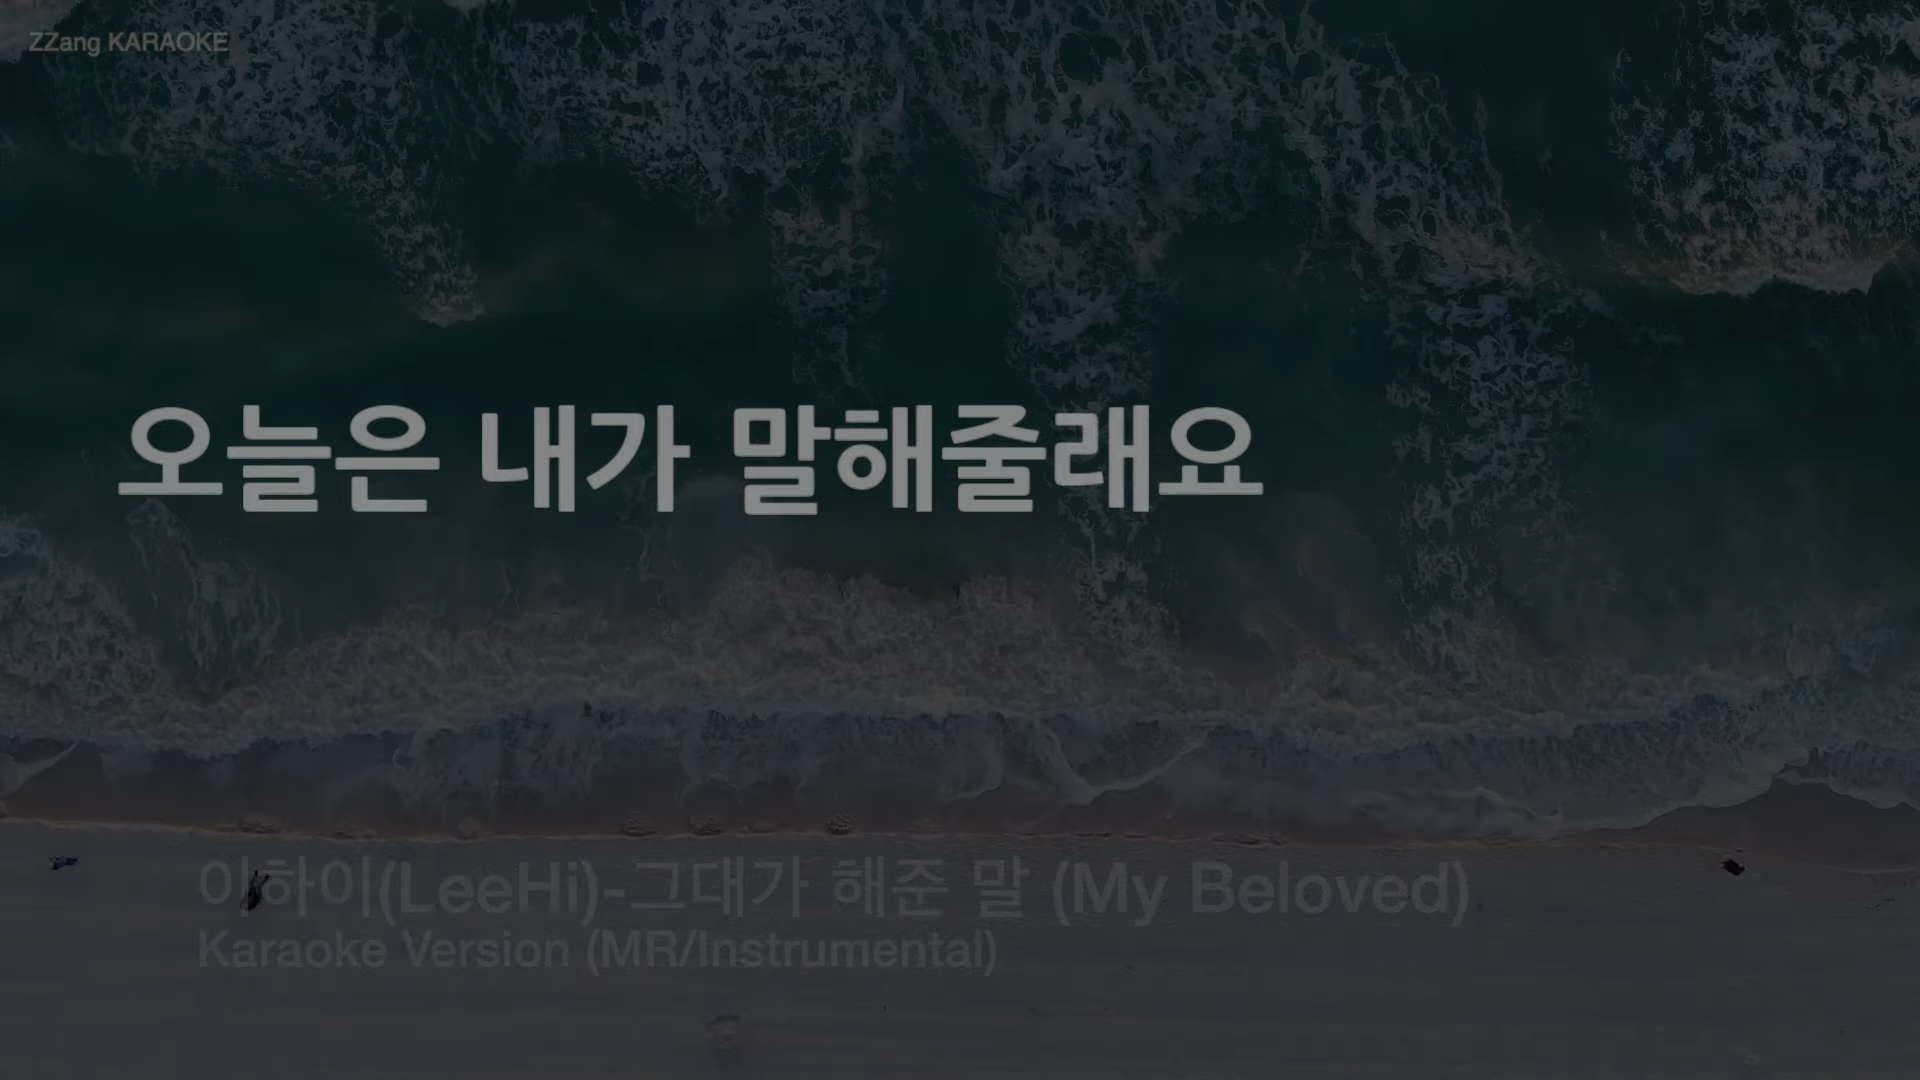 ZZang KARAOKE
오늘은 내가 말해줄래요
이하이(LeeHi)-그대가 해준 말 (My Beloved)
Karaoke Version (MR/Instrumental)